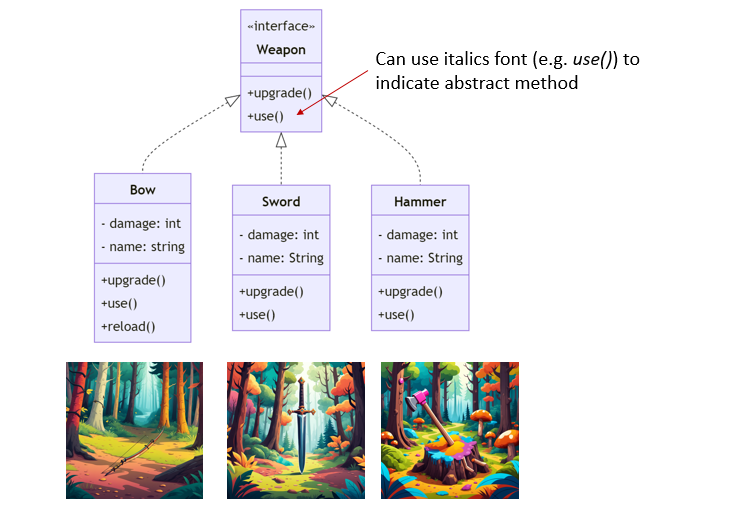 «interface»
Weapon
+upgrade()
+use()
Can use italics font (e.g. use()) to
indicate abstract method
Bow
- damage: int
- name: string
+upgrade()
+use()
+reload()
Sword
- damage: int
- name: String
+upgrade()
+use()
Hammer
- damage: int
- name: String
+upgrade()
+use()